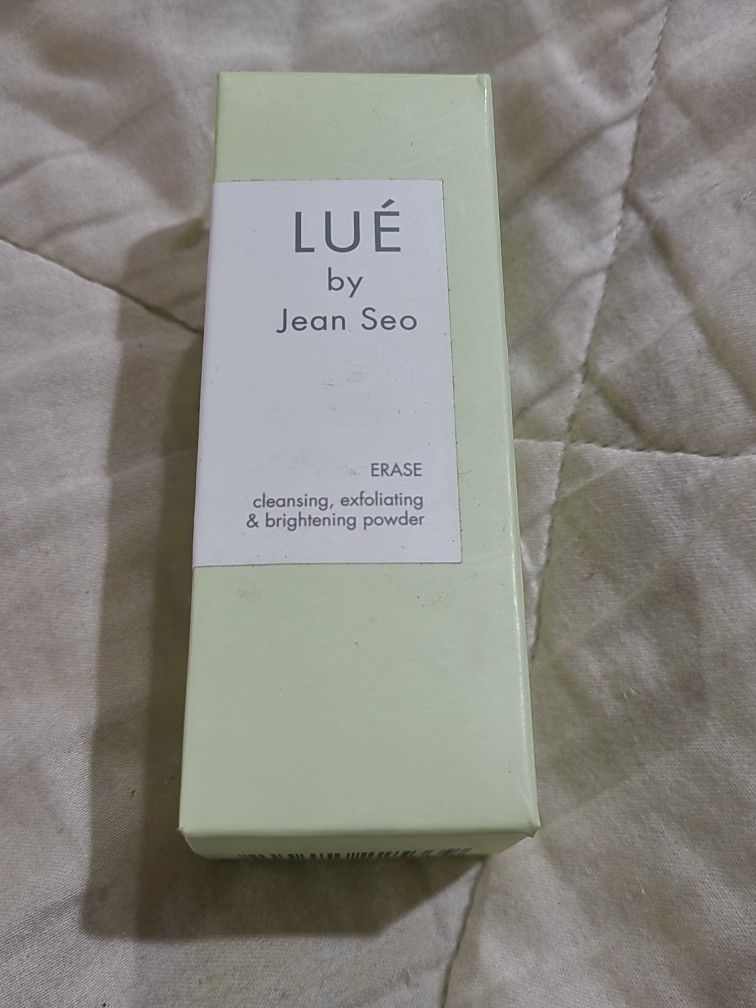 LUÉ
by
Jean Seo
ERASE
cleansing, exfoliating
& brightening powder